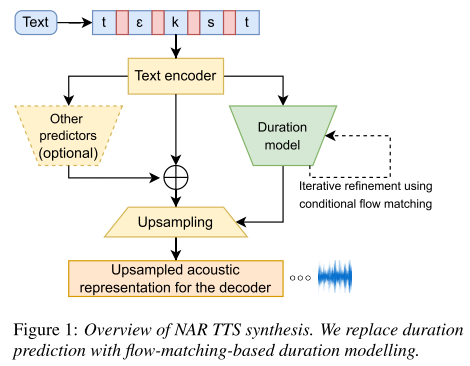 Text
t ɛ k s t
Text encoder
Other
predictors
(optional)
Duration
model
Iterative refinement using
conditional flow matching
Upsampling
Upsampled acoustic
representation for the decoder
Figure 1: Overview of NAR TTS synthesis. We replace duration
prediction with flow-matching-based duration modelling.